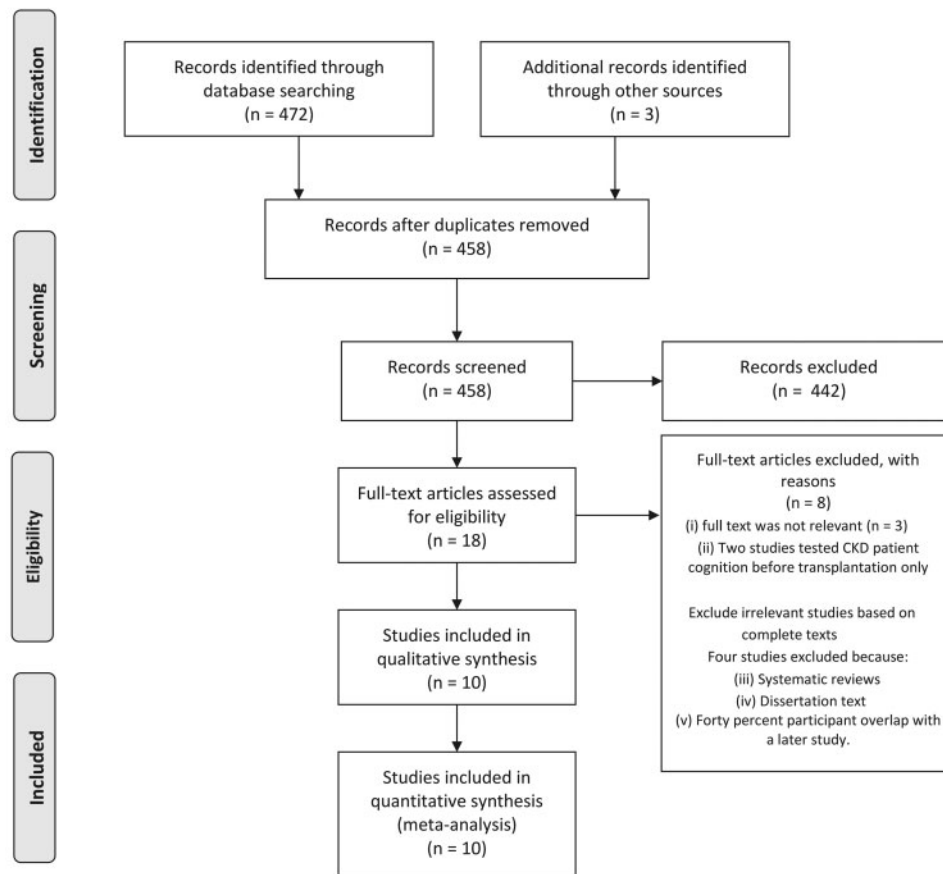 Identification
Records identified through
database searching
(n = 472)
Additional records identified
through other sources
(n = 3)
Records after duplicates removed
(n = 458)
Screening
Records screened
(n = 458)
Records excluded
(n = 442)
Eligibility
Full-text articles assessed
for eligibility
(n = 18)
Full-text articles excluded, with
reasons
(n = 8)
(i) full text was not relevant (n = 3)
(ii) Two studies tested CKD patient
cognition before transplantation only
Exclude irrelevant studies based on
complete texts
Four studies excluded because:
(iii) Systematic reviews
(iv) Dissertation text
(v) Forty percent participant overlap with
a later study.
Studies included in
qualitative synthesis
(n = 10)
Included
Studies included in
quantitative synthesis
(meta-analysis)
(n = 10)